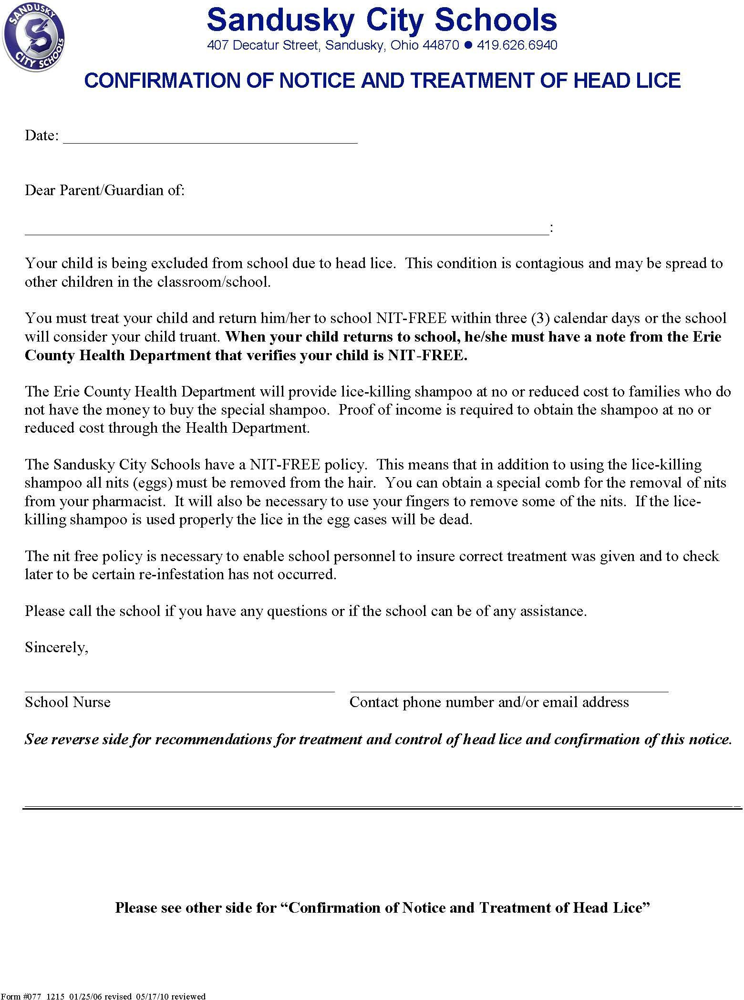 SANDUSKY
CITY SCHOOLS
Sandusky City Schools
407 Decatur Street, Sandusky, Ohio 44870 ● 419.626.6940
CONFIRMATION OF NOTICE AND TREATMENT OF HEAD LICE
Date: ____________________
Dear Parent/Guardian of:
____________________:
Your child is being excluded from school due to head lice.  This condition is contagious and may be spread to
other children in the classroom/school.
You must treat your child and return him/her to school NIT-FREE within three (3) calendar days or the school
will consider your child truant. When your child returns to school, he/she must have a note from the Erie
County Health Department that verifies your child is NIT-FREE.
The Erie County Health Department will provide lice-killing shampoo at no or reduced cost to families who do
not have the money to buy the special shampoo.  Proof of income is required to obtain the shampoo at no or
reduced cost through the Health Department.
The Sandusky City Schools have a NIT-FREE policy.  This means that in addition to using the lice-killing
shampoo all nits (eggs) must be removed from the hair.  You can obtain a special comb for the removal of nits
from your pharmacist.  It will also be necessary to use your fingers to remove some of the nits.  If the lice-
killing shampoo is used properly the lice in the egg cases will be dead.
The nit free policy is necessary to enable school personnel to insure correct treatment was given and to check
later to be certain re-infestation has not occurred.
Please call the school if you have any questions or if the school can be of any assistance.
Sincerely,
School Nurse    Contact phone number and/or email address
See reverse side for recommendations for treatment and control of head lice and confirmation of this notice.
Please see other side for “Confirmation of Notice and Treatment of Head Lice”
Form #077  1215  01/25/06 revised  05/17/10 reviewed